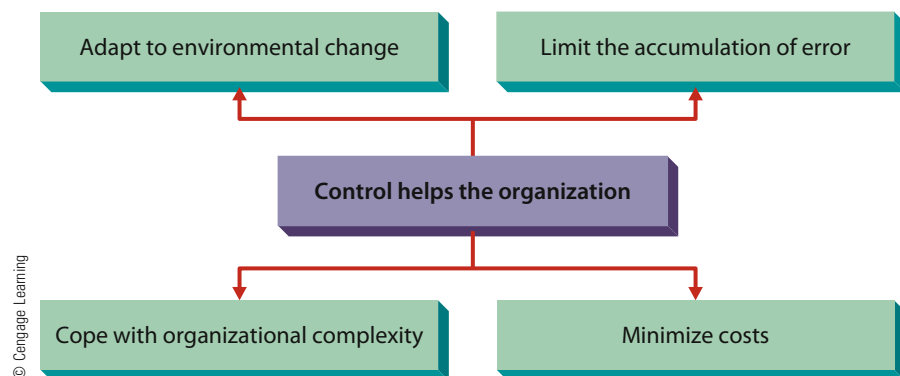 Adapt to environmental change
Limit the accumulation of error
Control helps the organization
Cope with organizational complexity
Minimize costs
© Cengage Learning